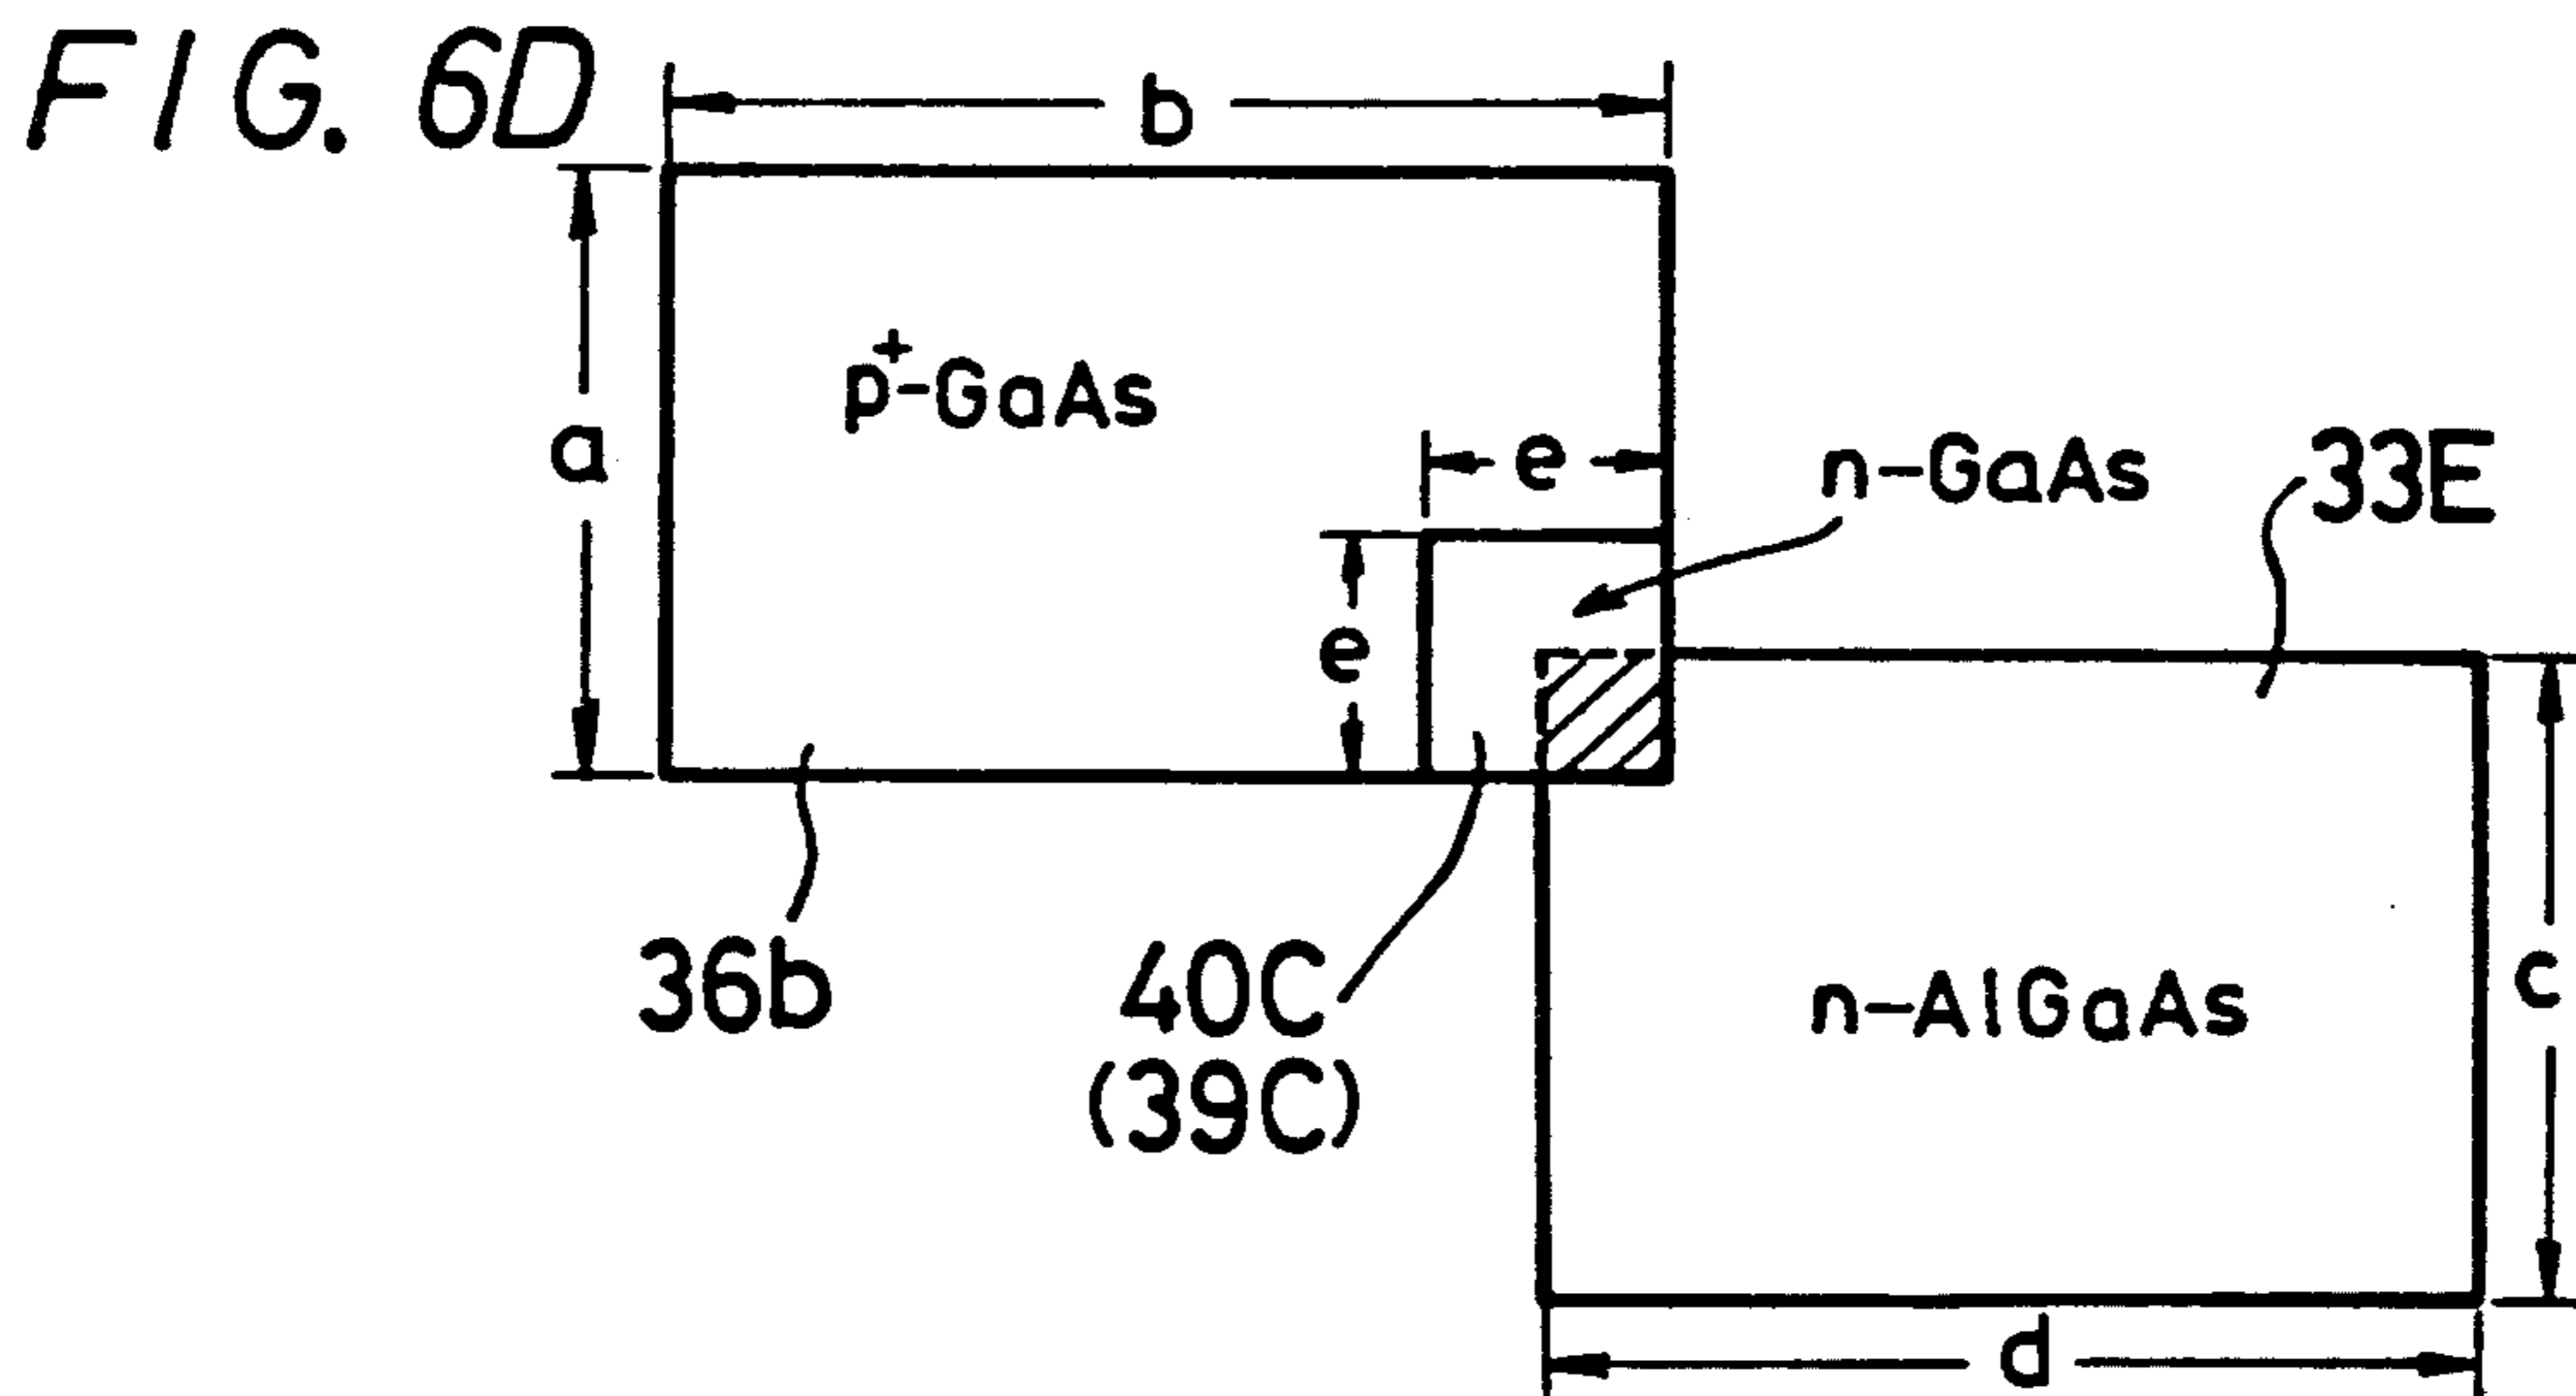 FIG. 6D
b
a
p⁺-GaAs
e
n-GaAs
33E
e
36b
40C
(39C)
n-AlGaAs
c
d